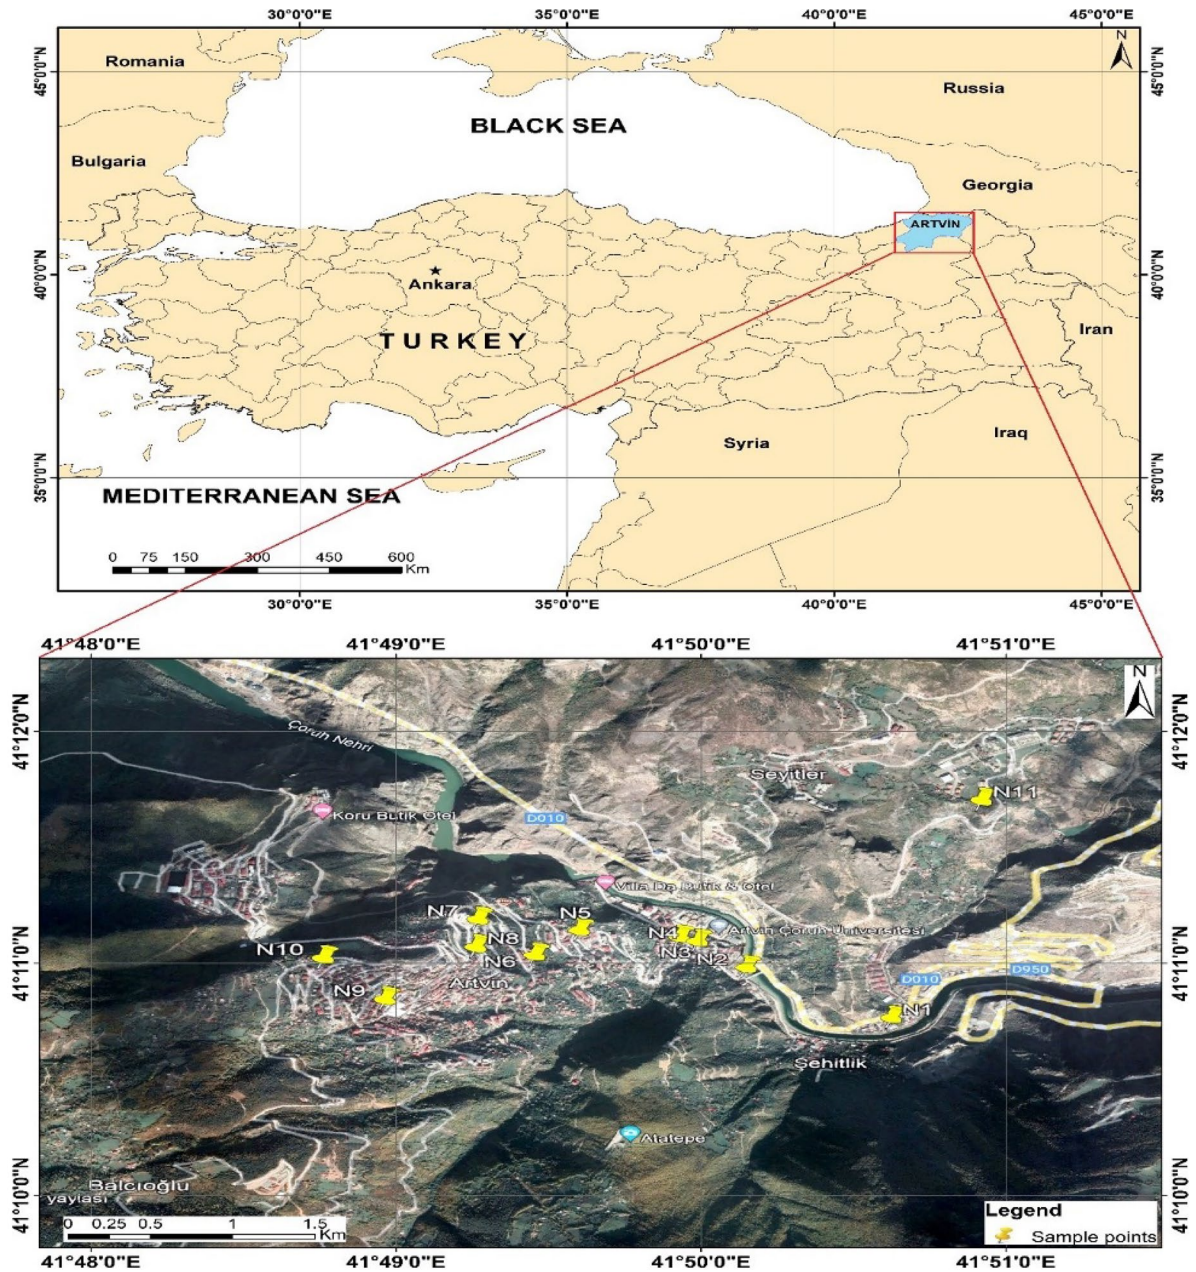 30°0'0"E 35°0'0"E 40°0'0"E 45°0'0"E
N
Romania
45°0'0"N 45°0'0"N
Russia
BLACK SEA
Bulgaria
Georgia
ARTVİN
40°0'0"N 40°0'0"N
Ankara
Iran
TURKEY
Iraq
Syria
35°0'0"N 35°0'0"N
MEDITERRANEAN SEA
0 75 150 300 450 600
Km
30°0'0"E 35°0'0"E 40°0'0"E 45°0'0"E
41°48'0"E 41°49'0"E 41°50'0"E 41°51'0"E
N
41°12'0"N Çoruh Nehri 41°12'0"N
Seyitler
N11
Koru Butik Otel
D010
Villa Da Butik & Otel
N7 N5
N4 Artvin Çoruh Üniversitesi
N8
N10 N6 N3 N2
41°11'0"N 41°11'0"N
D010 D950
N9 Artvin
N1
Şehitlik
Atatepe
Balcıoğlu
yaylası
41°10'0"N 41°10'0"N
Legend
Sample points
0 0.25 0.5 1 1.5
Km
41°48'0"E 41°49'0"E 41°50'0"E 41°51'0"E